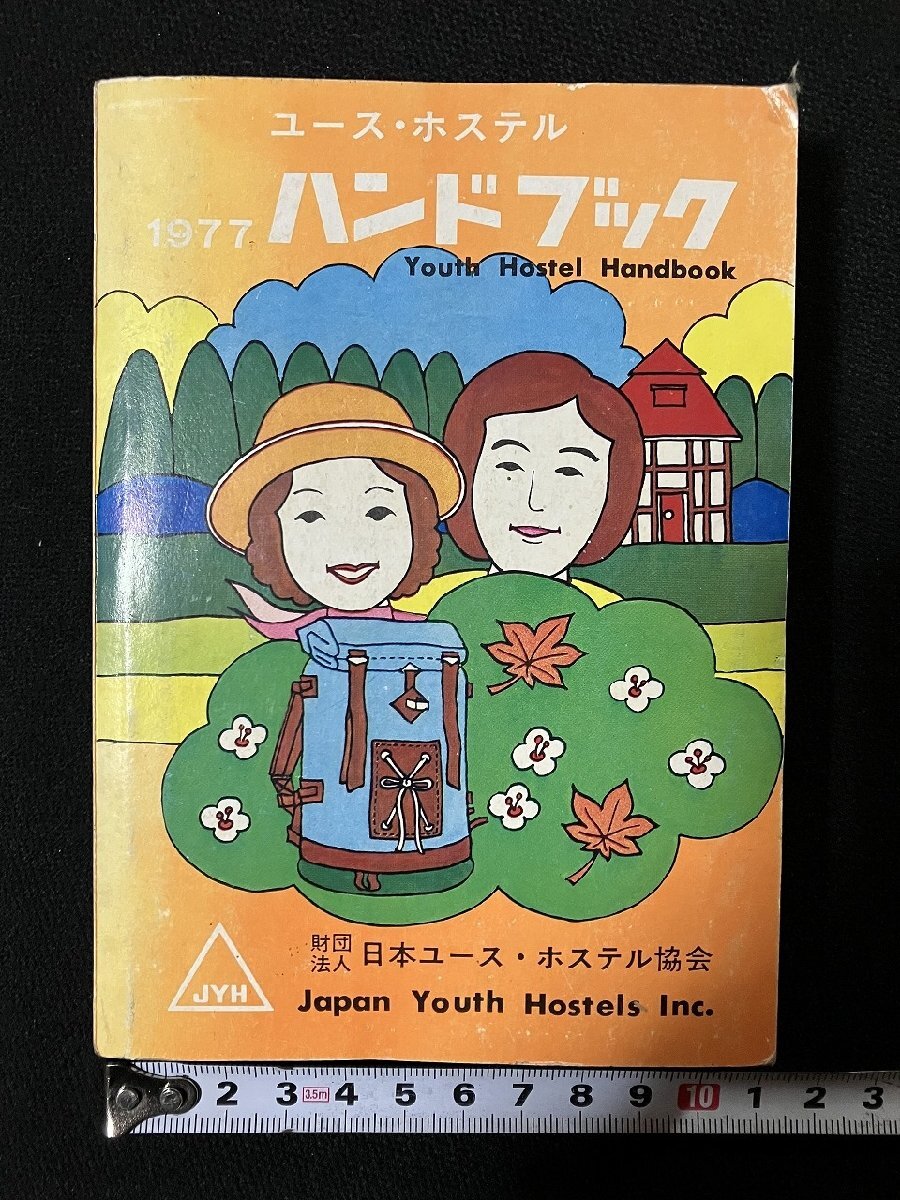 ユース・ホステル
1977 ハンドブック
Youth Hostel Handbook
財団法人 日本ユース・ホステル協会
JYH
Japan Youth Hostels Inc.
2 3 3.5m 4 5 6 7 8 9 10 1 2 3